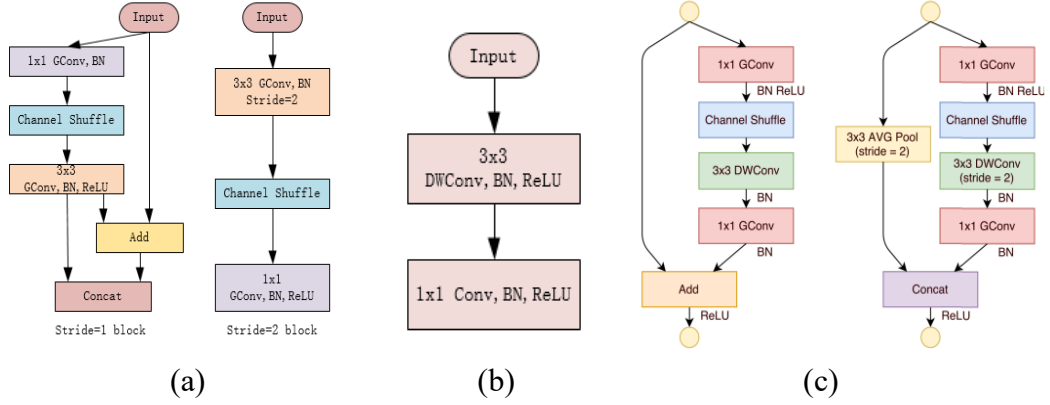 Input
1x1 GConv,BN
Channel Shuffle
3x3
GConv,BN,ReLU
Add
Concat
Stride=1 block
Input
3x3 GConv,BN
Stride=2
Channel Shuffle
1x1
GConv,BN,ReLU
Stride=2 block
(a)
Input
3x3
DWConv,BN,ReLU
1x1 Conv,BN,ReLU
(b)
1x1 GConv
BN ReLU
Channel Shuffle
3x3 DWConv
BN
1x1 GConv
BN
Add
ReLU
3x3 AVG Pool
(stride = 2)
1x1 GConv
BN ReLU
Channel Shuffle
3x3 DWConv
(stride = 2)
BN
1x1 GConv
BN
Concat
ReLU
(c)